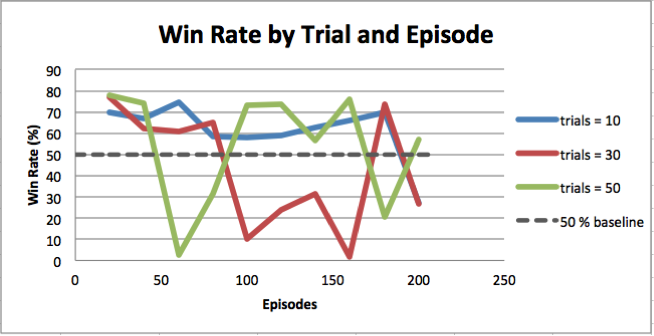 Win Rate by Trial and Episode
Win Rate (%)
90
80
70
60
50
40
30
20
10
0
0 50 100 150 200 250
Episodes
trials = 10
trials = 30
trials = 50
50 % baseline